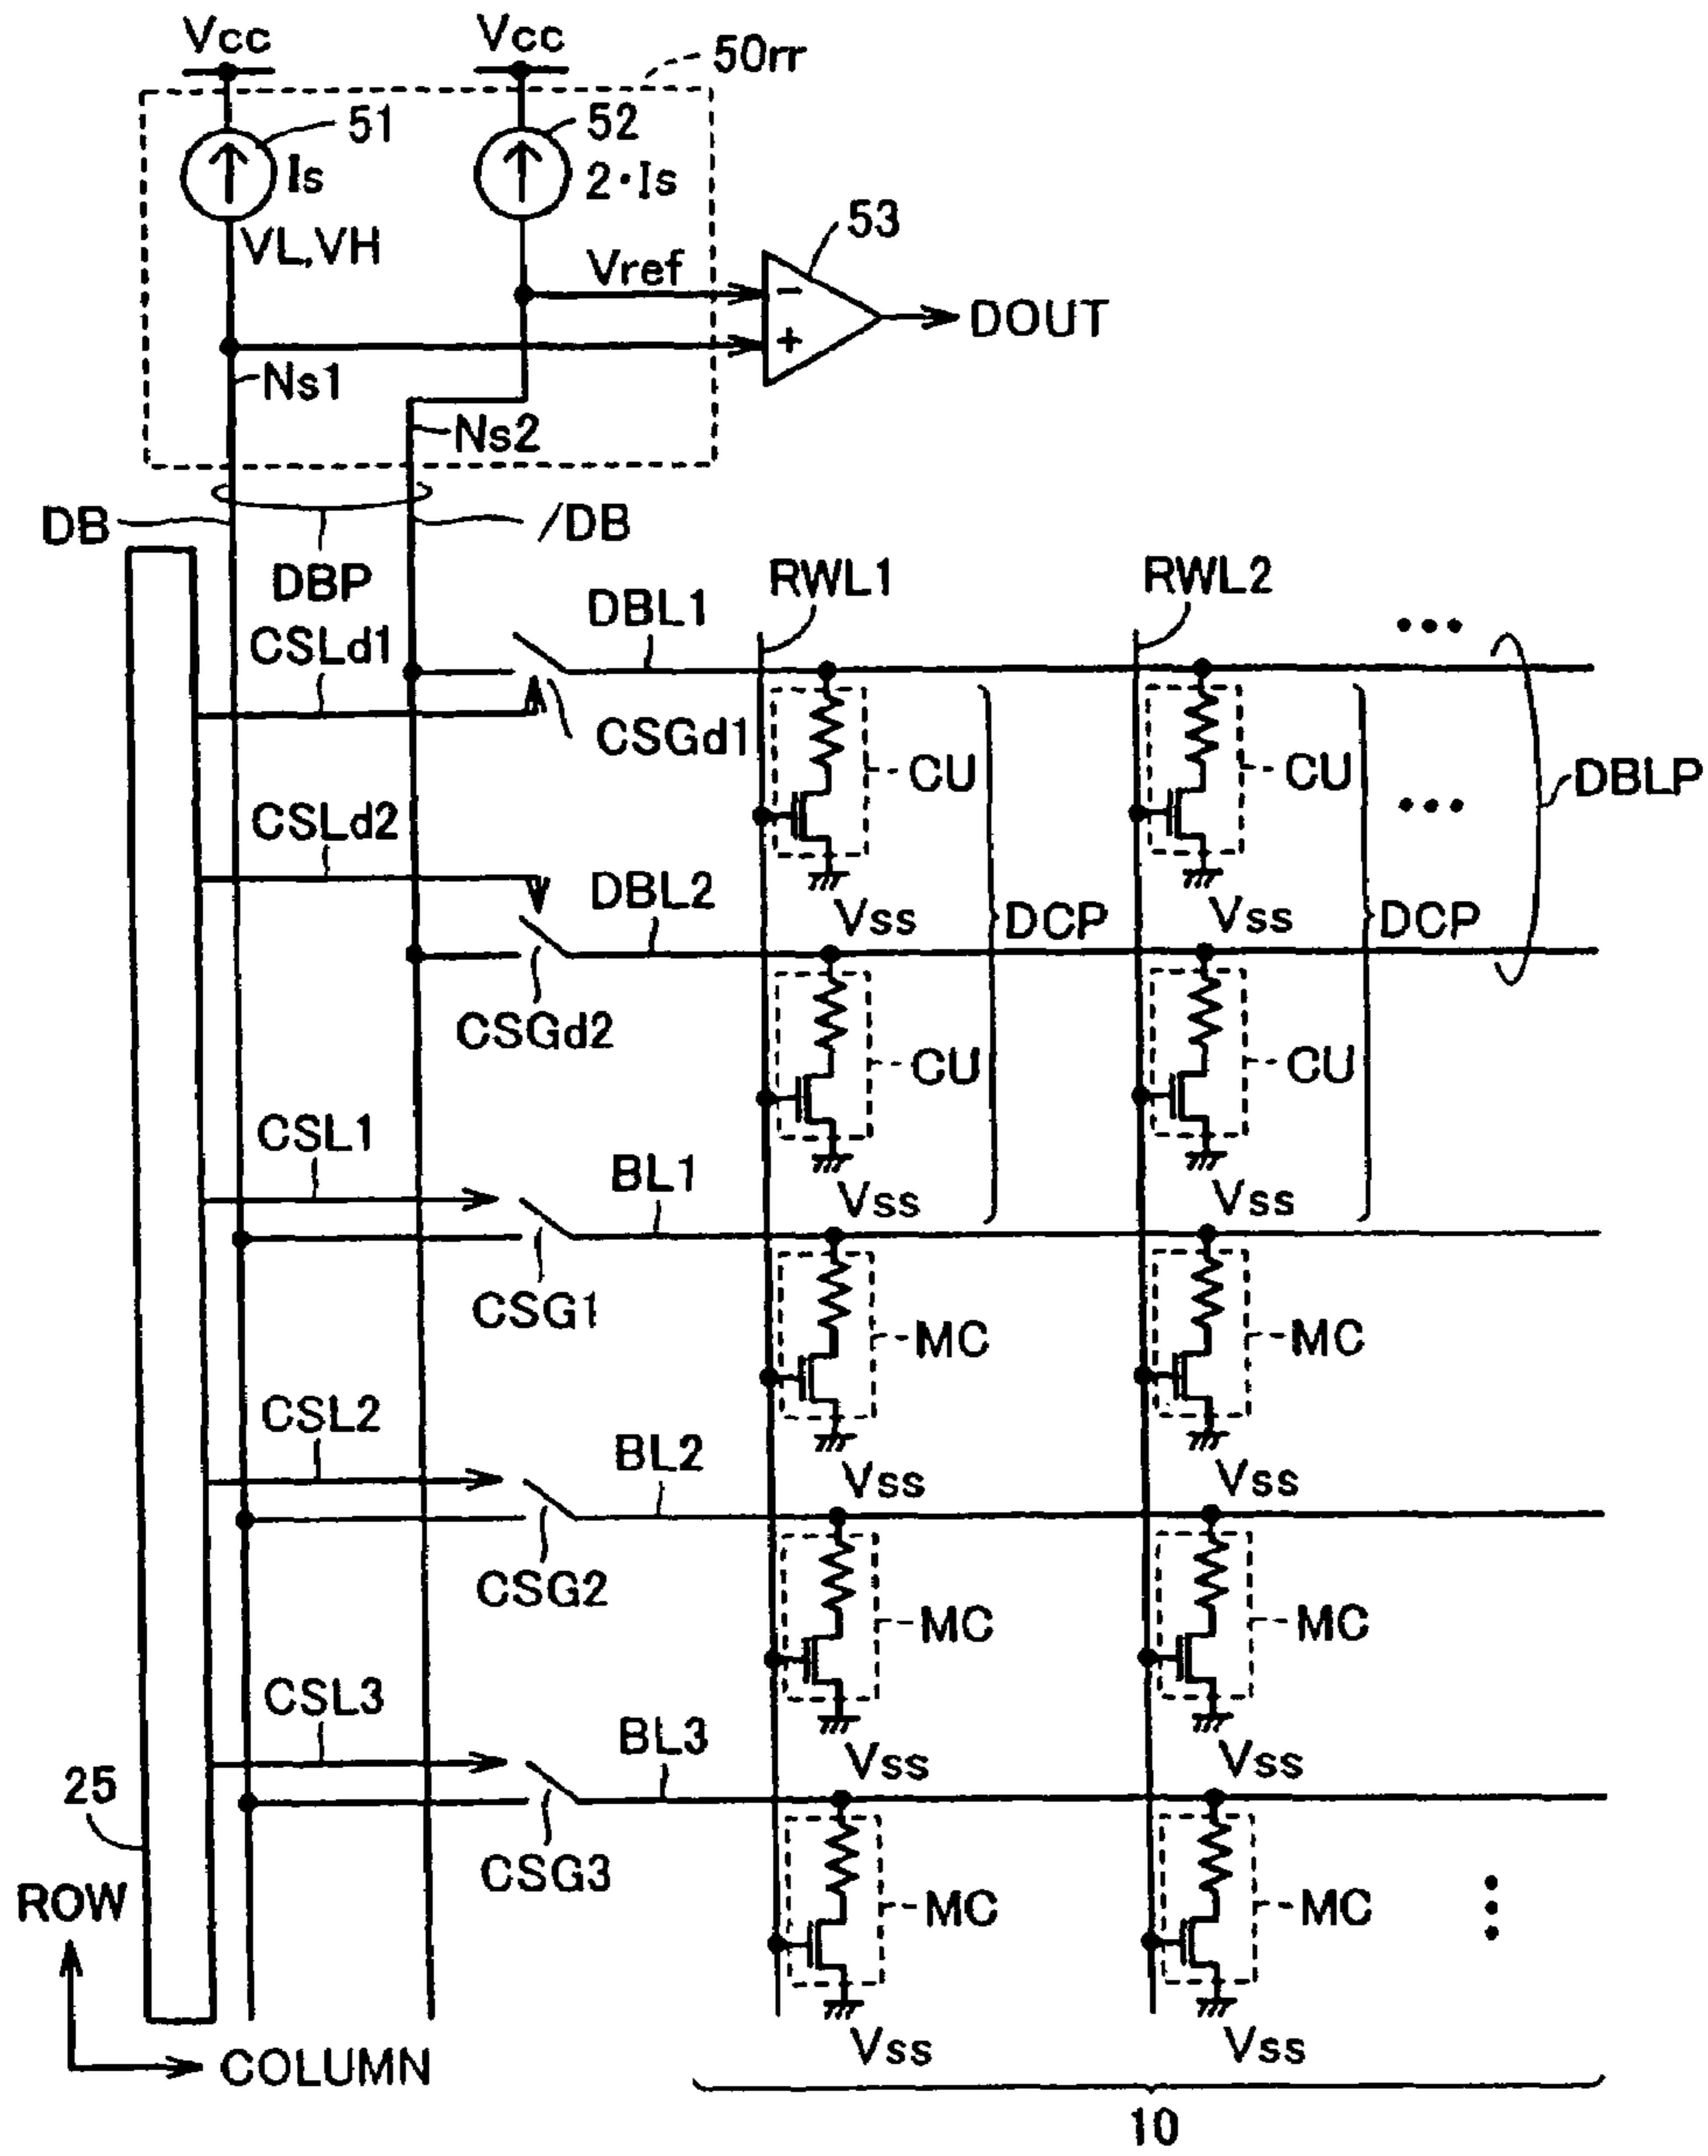 Vcc
Vcc
50rr
51
52
Is
2·Is
53
VL,VH
Vref
−
+
DOUT
Ns1
Ns2
DB
/DB
DBP
RWL1
RWL2
DBL1
CSLd1
CSGd1
CU
CU
DBLP
CSLd2
DBL2
Vss
DCP
Vss
DCP
CSGd2
CU
CU
CSL1
BL1
Vss
Vss
CSG1
MC
MC
CSL2
BL2
Vss
Vss
CSG2
MC
MC
CSL3
BL3
Vss
Vss
25
CSG3
ROW
MC
MC
COLUMN
Vss
Vss
10